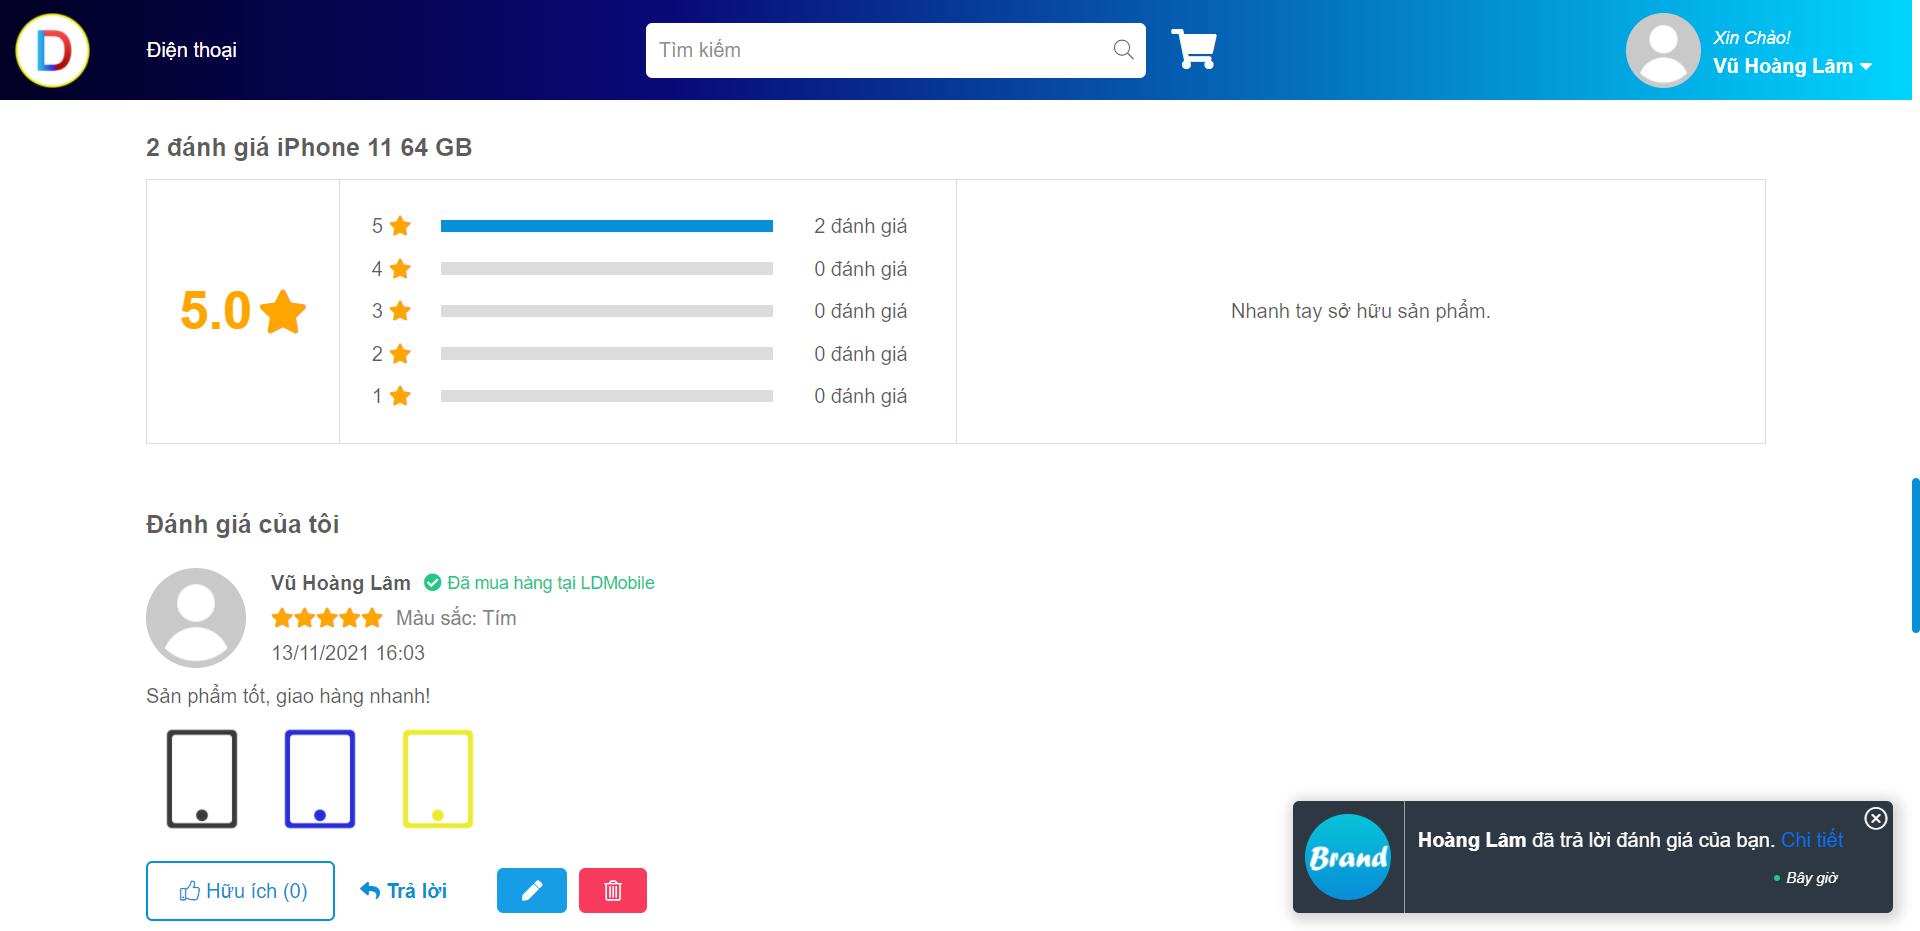 D
Điện thoại
Tìm kiếm
Xin Chào!
Vũ Hoàng Lâm
2 đánh giá iPhone 11 64 GB
5.0
5
2 đánh giá
4
0 đánh giá
3
0 đánh giá
2
0 đánh giá
1
0 đánh giá
Nhanh tay sở hữu sản phẩm.
Đánh giá của tôi
Vũ Hoàng Lâm Đã mua hàng tại LDMobile
Màu sắc: Tím
13/11/2021 16:03
Sản phẩm tốt, giao hàng nhanh!
Hữu ích (0)
Trả lời
Brand
Hoàng Lâm đã trả lời đánh giá của bạn. Chi tiết
Bây giờ